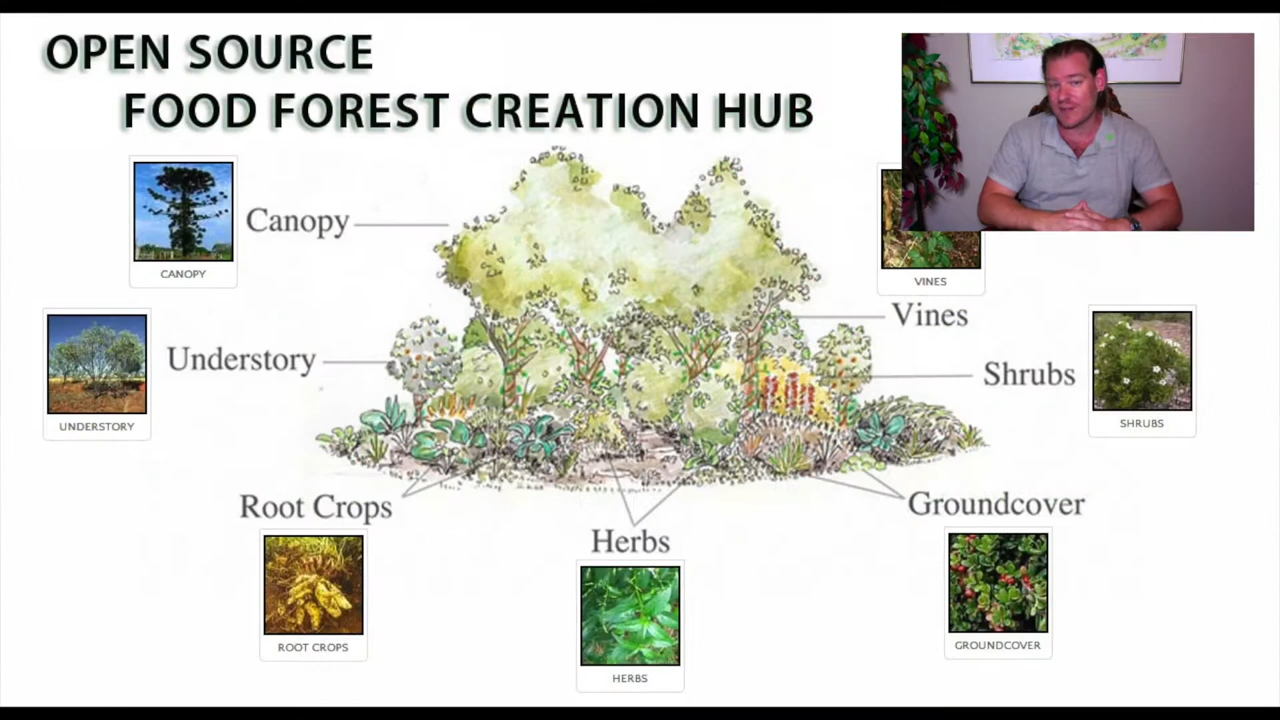 OPEN SOURCE
FOOD FOREST CREATION HUB
Canopy
CANOPY
VINES
Vines
Understory
UNDERSTORY
Shrubs
SHRUBS
Root Crops
ROOT CROPS
Herbs
HERBS
Groundcover
GROUNDCOVER